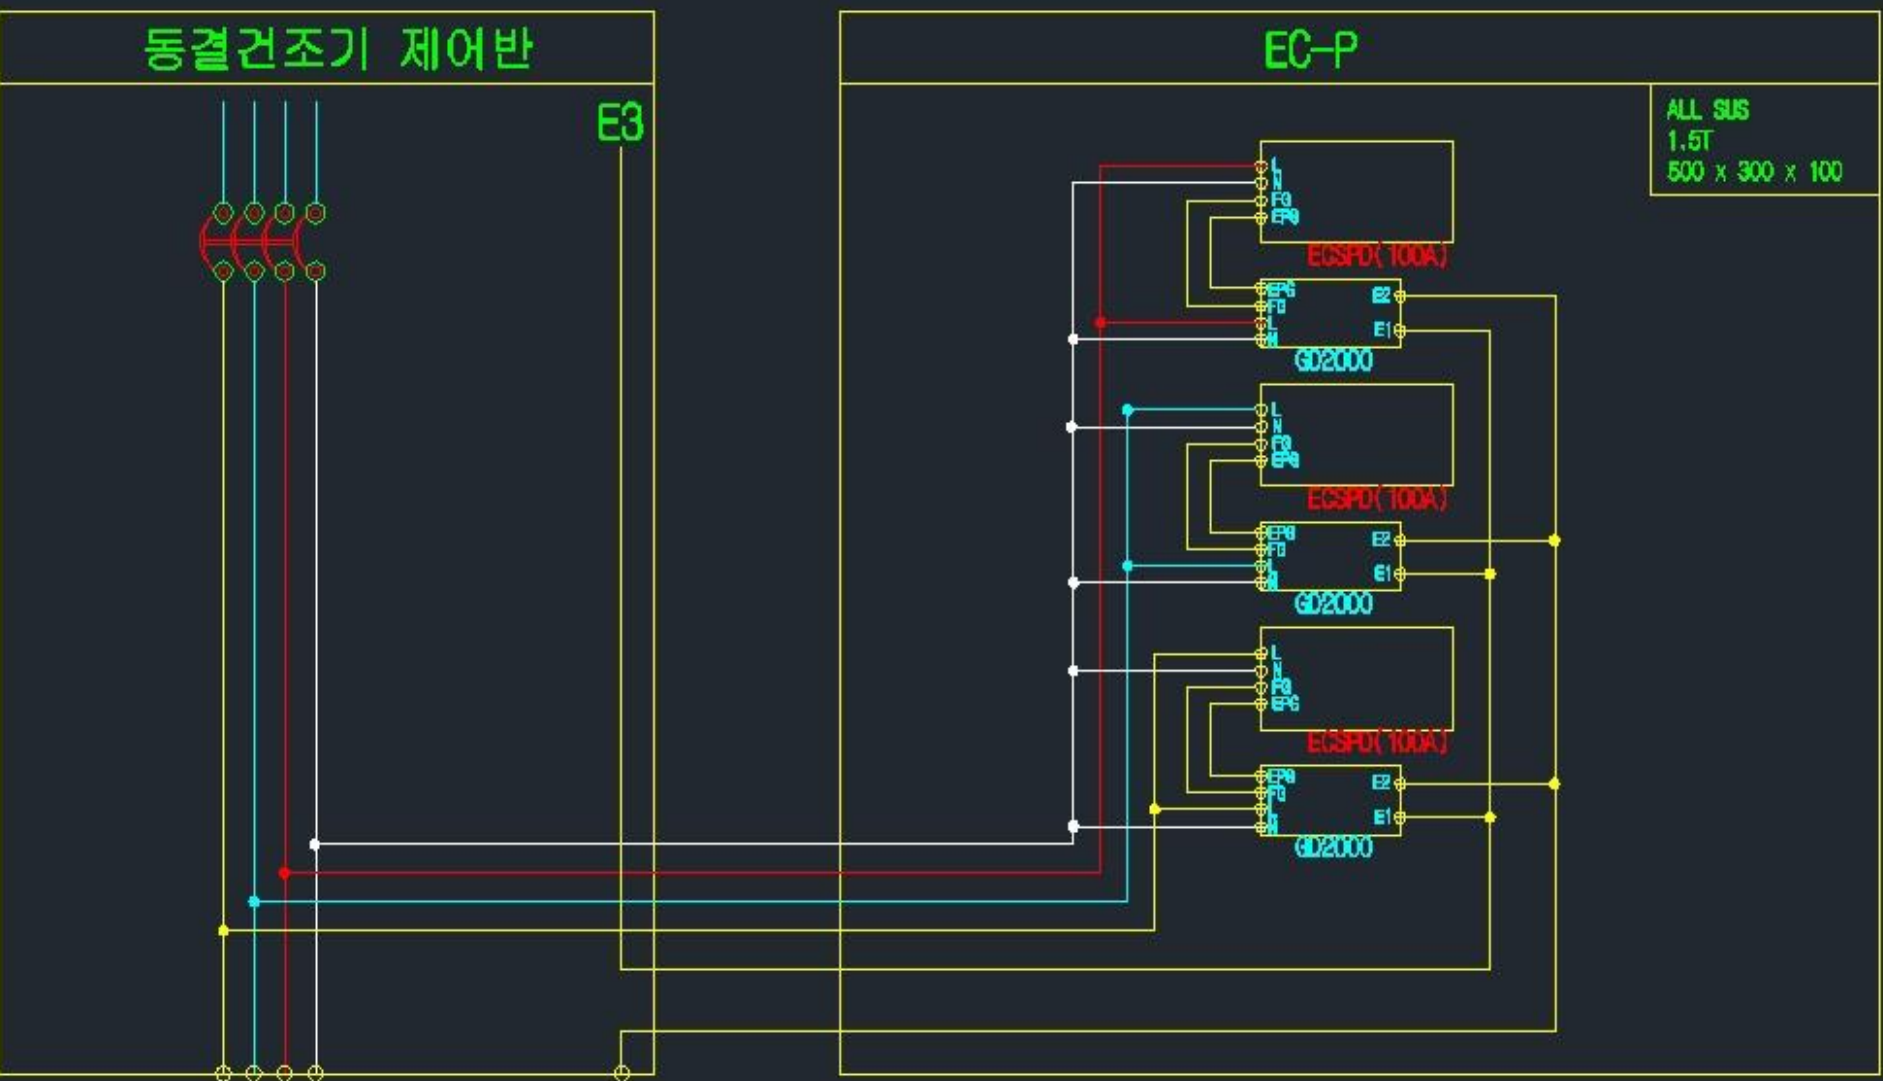 동결건조기 제어반
EC-P
E3
ALL SUS
1.5T
500 x 300 x 100
L
N
FG
EPG
ECSPD(100A)
EPG E2
FG
L E1
N
GD2000
L
N
FG
EPG
ECSPD(100A)
EPG E2
FG
L E1
N
GD2000
L
N
FG
EPG
ECSPD(100A)
EPG E2
FG
L E1
N
GD2000